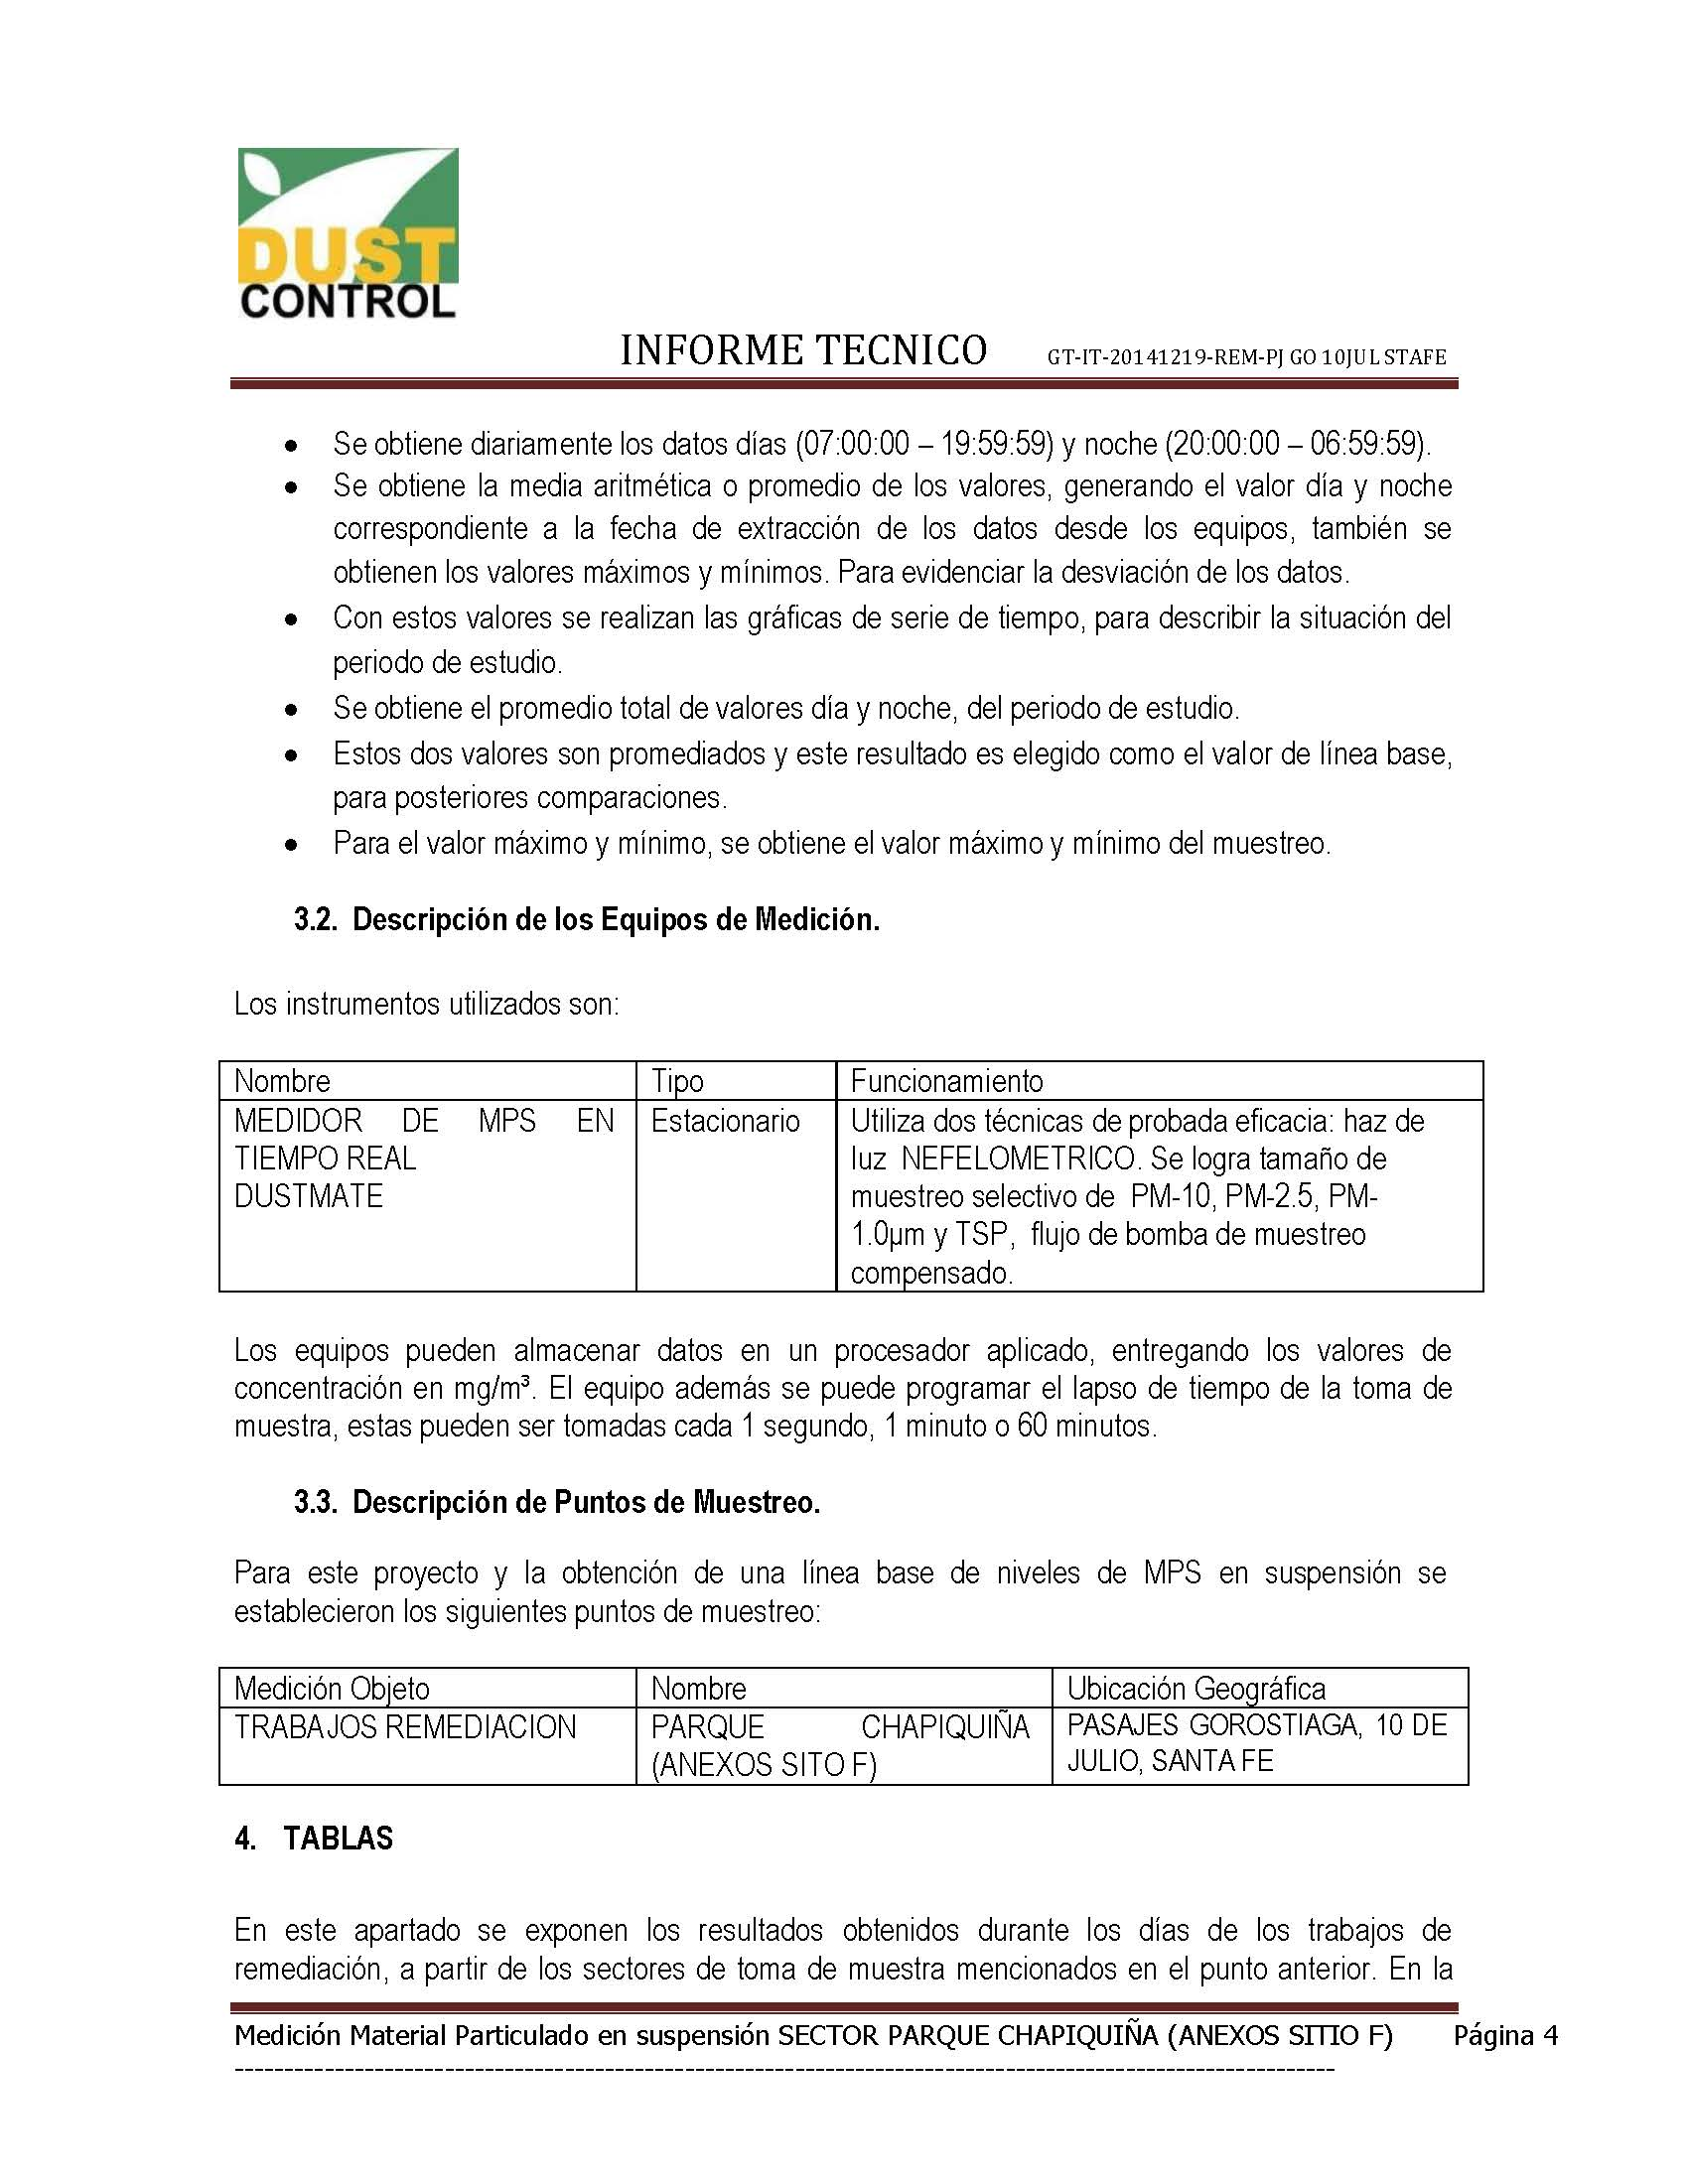 DUST
CONTROL
INFORME TECNICO GT-IT-20141219-REM-PJ GO 10JUL STAFE
• Se obtiene diariamente los datos días (07:00:00 – 19:59:59) y noche (20:00:00 – 06:59:59).
• Se obtiene la media aritmética o promedio de los valores, generando el valor día y noche
correspondiente a la fecha de extracción de los datos desde los equipos, también se
obtienen los valores máximos y mínimos. Para evidenciar la desviación de los datos.
• Con estos valores se realizan las gráficas de serie de tiempo, para describir la situación del
periodo de estudio.
• Se obtiene el promedio total de valores día y noche, del periodo de estudio.
• Estos dos valores son promediados y este resultado es elegido como el valor de línea base,
para posteriores comparaciones.
• Para el valor máximo y mínimo, se obtiene el valor máximo y mínimo del muestreo.
3.2. Descripción de los Equipos de Medición.
Los instrumentos utilizados son:
Nombre Tipo Funcionamiento
MEDIDOR DE MPS EN Estacionario Utiliza dos técnicas de probada eficacia: haz de
TIEMPO REAL luz NEFELOMETRICO. Se logra tamaño de
DUSTMATE muestreo selectivo de PM-10, PM-2.5, PM-
1.0µm y TSP, flujo de bomba de muestreo
compensado.
Los equipos pueden almacenar datos en un procesador aplicado, entregando los valores de
concentración en mg/m³. El equipo además se puede programar el lapso de tiempo de la toma de
muestra, estas pueden ser tomadas cada 1 segundo, 1 minuto o 60 minutos.
3.3. Descripción de Puntos de Muestreo.
Para este proyecto y la obtención de una línea base de niveles de MPS en suspensión se
establecieron los siguientes puntos de muestreo:
Medición Objeto Nombre Ubicación Geográfica
TRABAJOS REMEDIACION PARQUE CHAPIQUIÑA PASAJES GOROSTIAGA, 10 DE
(ANEXOS SITO F) JULIO, SANTA FE
4. TABLAS
En este apartado se exponen los resultados obtenidos durante los días de los trabajos de
remediación, a partir de los sectores de toma de muestra mencionados en el punto anterior. En la
Medición Material Particulado en suspensión SECTOR PARQUE CHAPIQUIÑA (ANEXOS SITIO F) Página 4
--------------------------------------------------------------------------------------------------------------